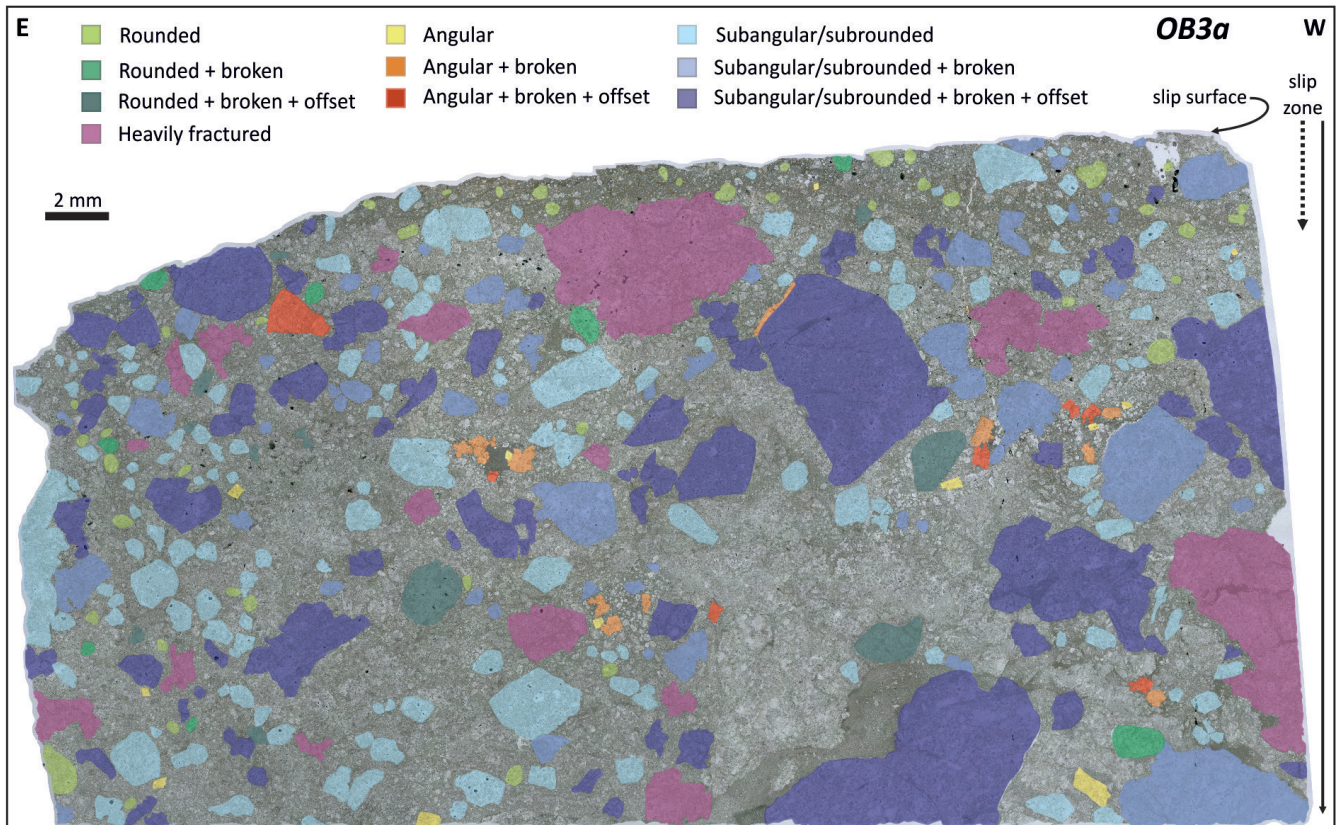 E
Rounded
Rounded + broken
Rounded + broken + offset
Heavily fractured
Angular
Angular + broken
Angular + broken + offset
Subangular/subrounded
Subangular/subrounded + broken
Subangular/subrounded + broken + offset
OB3a
W
slip surface
slip
zone
2 mm